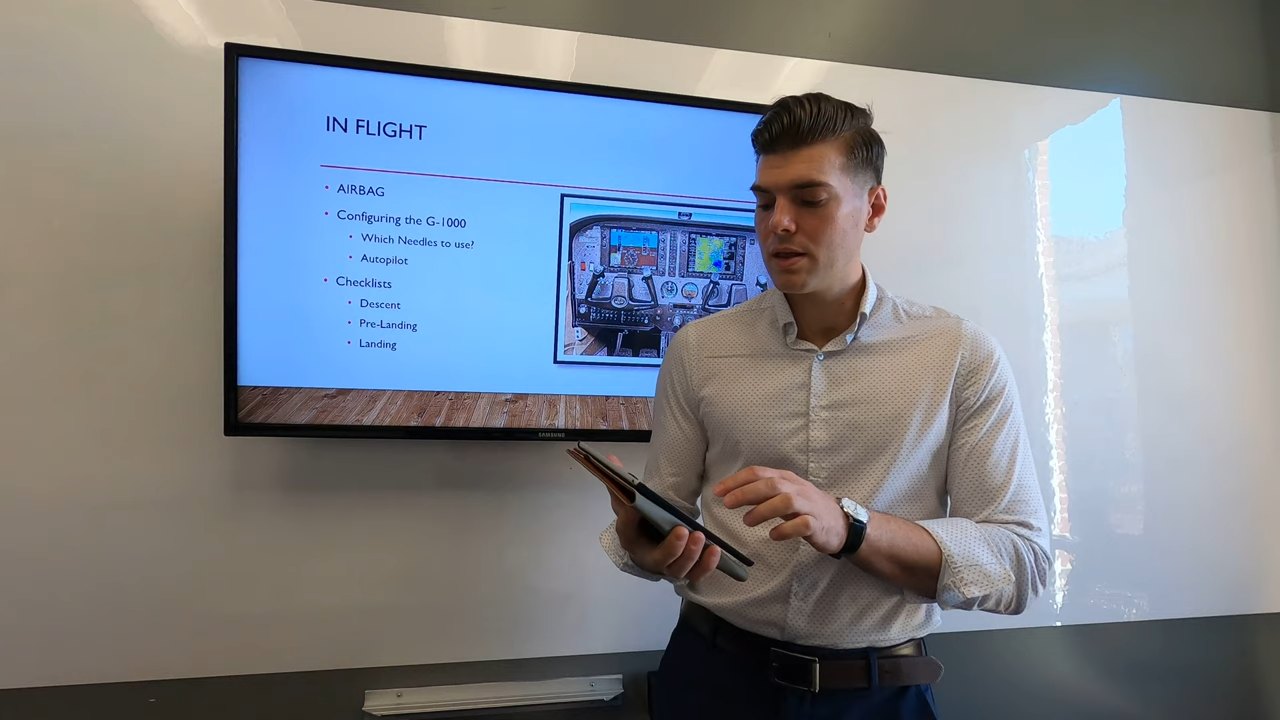 IN FLIGHT
AIRBAG
Configuring the G-1000
Which Needles to use?
Autopilot
Checklists
Descent
Pre-Landing
Landing
SAMSUNG